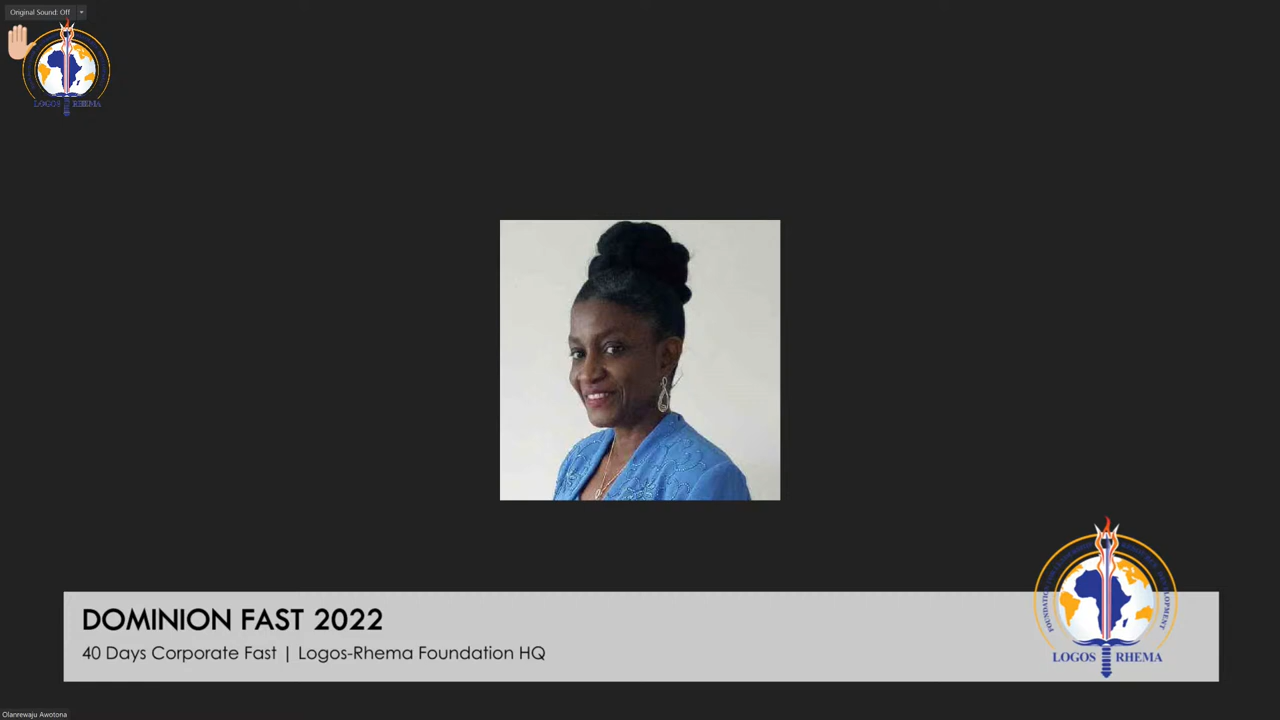 Original Sound: Off
LOGOS RHEMA
DOMINION FAST 2022
40 Days Corporate Fast | Logos-Rhema Foundation HQ
LOGOS RHEMA
Olanrewaju Awotona